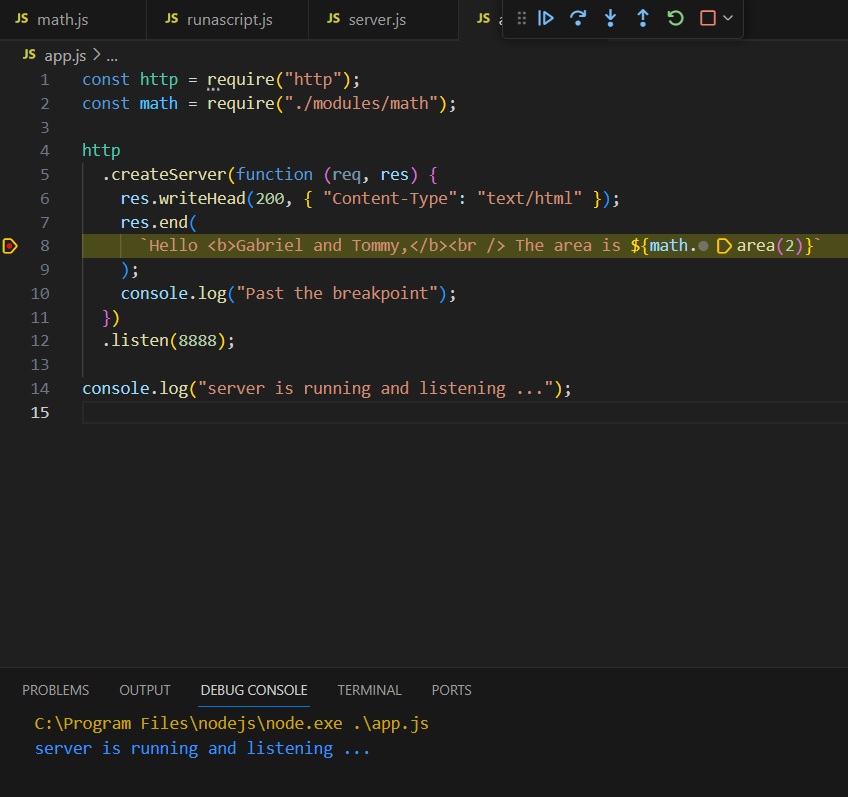 JS math.js JS runascript.js JS server.js JS
JS app.js > ...
1 const http = require("http");
2 const math = require("./modules/math");
3
4 http
5 .createServer(function (req, res) {
6 res.writeHead(200, { "Content-Type": "text/html" });
7 res.end(
8 `Hello <b>Gabriel and Tommy,</b><br /> The area is ${math.area(2)}`
9 );
10 console.log("Past the breakpoint");
11 })
12 .listen(8888);
13
14 console.log("server is running and listening ...");
15
PROBLEMS OUTPUT DEBUG CONSOLE TERMINAL PORTS
C:\Program Files\nodejs\node.exe .\app.js
server is running and listening ...